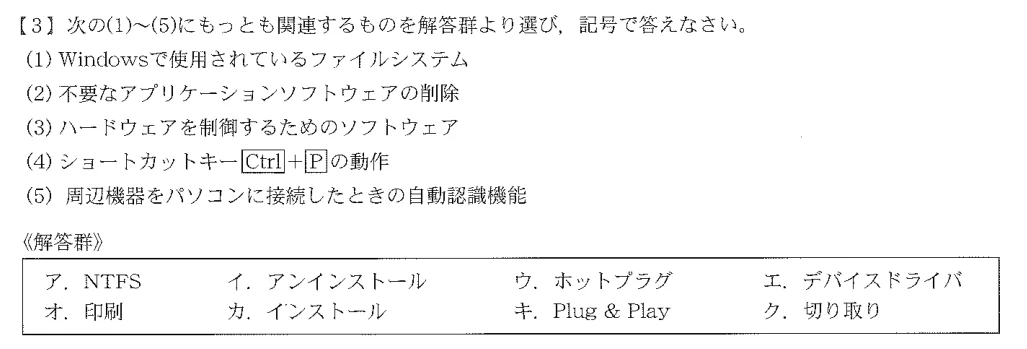 【3】次の(1)～(5)にもっとも関連するものを解答群より選び，記号で答えなさい。
(1) Windowsで使用されているファイルシステム
(2) 不要なアプリケーションソフトウェアの削除
(3) ハードウェアを制御するためのソフトウェア
(4) ショートカットキーCtrl+Pの動作
(5) 周辺機器をパソコンに接続したときの自動認識機能
《解答群》
ア．NTFS イ．アンインストール ウ．ホットプラグ エ．デバイスドライバ
オ．印刷 カ．インストール キ．Plug & Play ク．切り取り